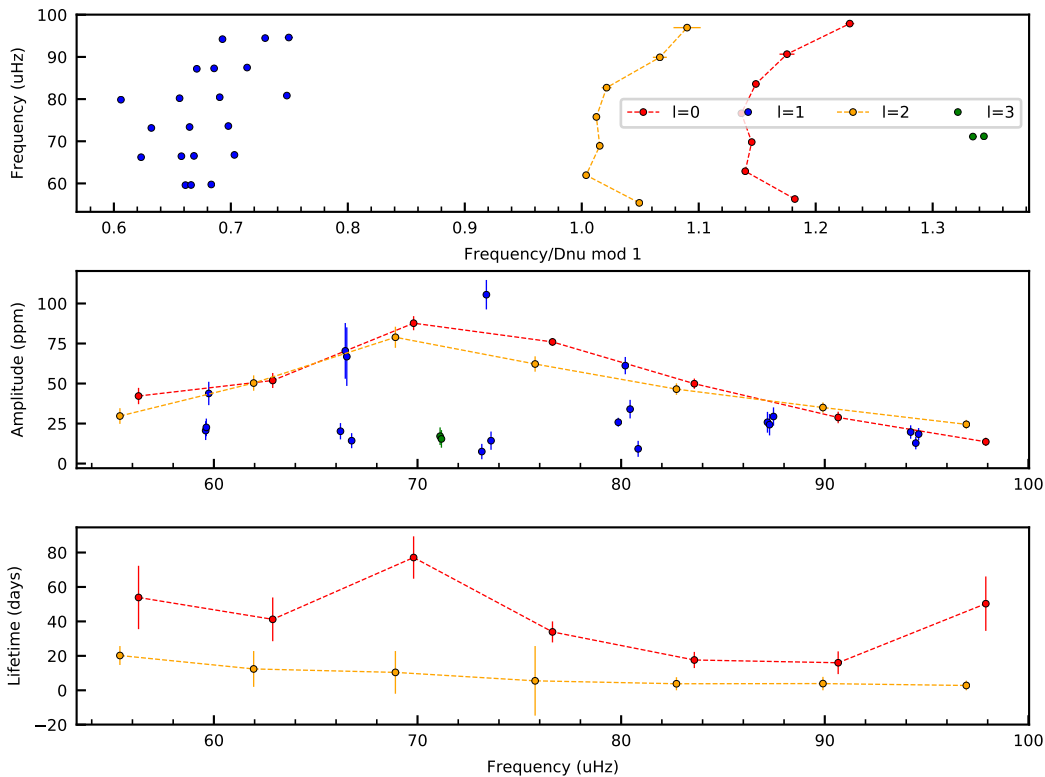 100
90
80
70
60
Frequency (uHz)
l=0 l=1 l=2 l=3
0.6 0.7 0.8 0.9 1.0 1.1 1.2 1.3
Frequency/Dnu mod 1
100
75
50
25
0
Amplitude (ppm)
60 70 80 90 100
80
60
40
20
0
−20
Lifetime (days)
60 70 80 90 100
Frequency (uHz)